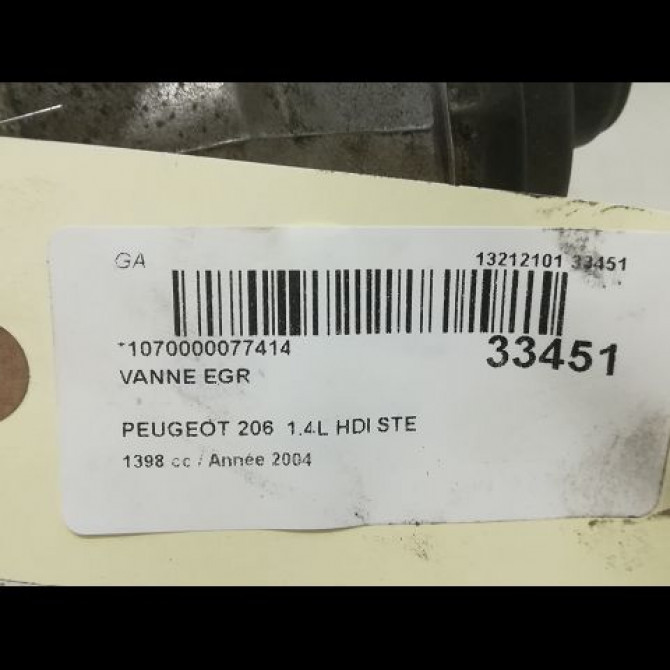 GA 13212101 33451
*1070000077414 33451
VANNE EGR
PEUGEOT 206 1.4L HDI STE
1398 cc / Année 2004